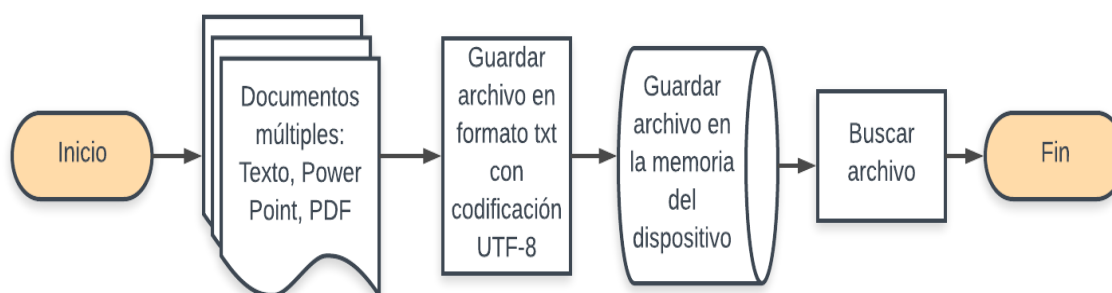 Inicio
Documentos
múltiples:
Texto, Power
Point, PDF
Guardar
archivo en
formato txt
con
codificación
UTF-8
Guardar
archivo en
la memoria
del
dispositivo
Buscar
archivo
Fin